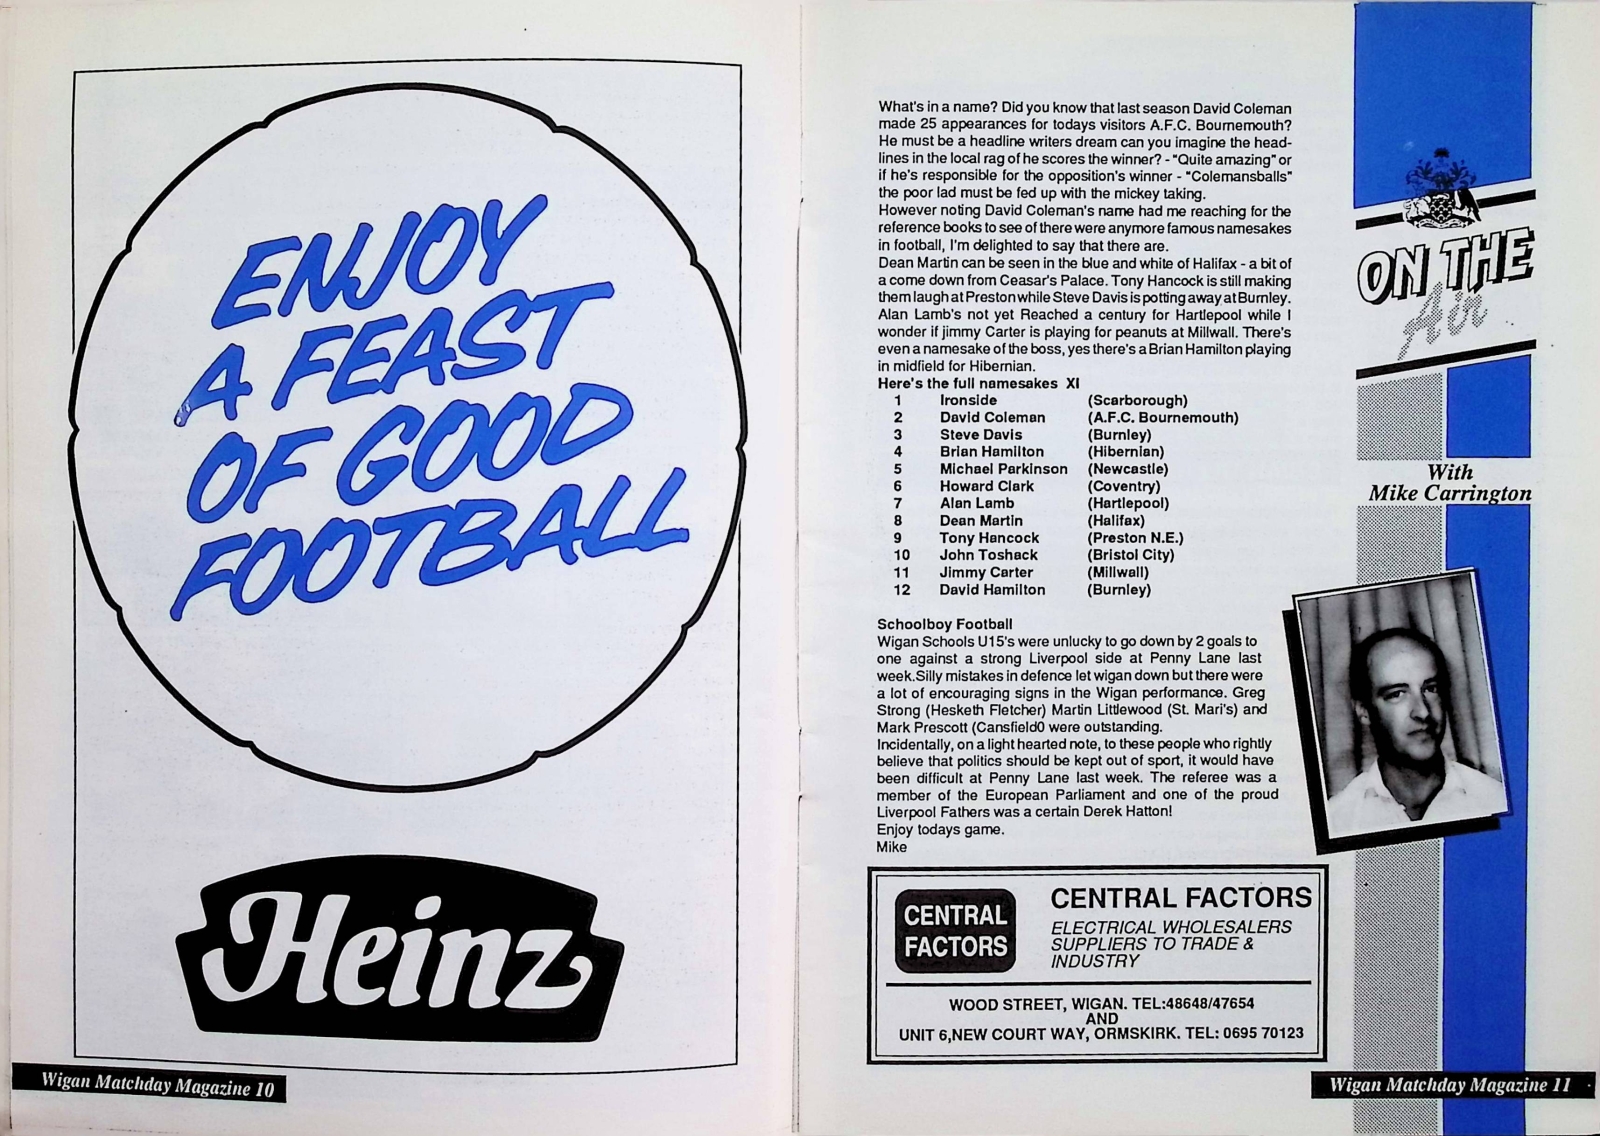 ENJOY
A FEAST
OF GOOD
FOOTBALL
Heinz
Wigan Matchday Magazine 10
What's in a name? Did you know that last season David Coleman
made 25 appearances for todays visitors A.F.C. Bournemouth?
He must be a headline writers dream can you imagine the head-
lines in the local rag of he scores the winner? - "Quite amazing" or
if he's responsible for the opposition's winner - "Colemansballs"
the poor lad must be fed up with the mickey taking.
However noting David Coleman's name had me reaching for the
reference books to see of there were anymore famous namesakes
in football, I'm delighted to say that there are.
Dean Martin can be seen in the blue and white of Halifax - a bit of
a come down from Ceasar's Palace. Tony Hancock is still making
them laugh at Preston while Steve Davis is potting away at Burnley.
Alan Lamb's not yet Reached a century for Hartlepool while I
wonder if jimmy Carter is playing for peanuts at Millwall. There's
even a namesake of the boss, yes there's a Brian Hamilton playing
in midfield for Hibernian.
Here's the full namesakes XI
1 Ironside (Scarborough)
2 David Coleman (A.F.C. Bournemouth)
3 Steve Davis (Burnley)
4 Brian Hamilton (Hibernian)
5 Michael Parkinson (Newcastle)
6 Howard Clark (Coventry)
7 Alan Lamb (Hartlepool)
8 Dean Martin (Halifax)
9 Tony Hancock (Preston N.E.)
10 John Toshack (Bristol City)
11 Jimmy Carter (Millwall)
12 David Hamilton (Burnley)
Schoolboy Football
Wigan Schools U15's were unlucky to go down by 2 goals to
one against a strong Liverpool side at Penny Lane last
week.Silly mistakes in defence let wigan down but there were
a lot of encouraging signs in the Wigan performance. Greg
Strong (Hesketh Fletcher) Martin Littlewood (St. Mari's) and
Mark Prescott (Cansfield0 were outstanding.
Incidentally, on a light hearted note, to these people who rightly
believe that politics should be kept out of sport, it would have
been difficult at Penny Lane last week. The referee was a
member of the European Parliament and one of the proud
Liverpool Fathers was a certain Derek Hatton!
Enjoy todays game.
Mike
CENTRAL
FACTORS
CENTRAL FACTORS
ELECTRICAL WHOLESALERS
SUPPLIERS TO TRADE &
INDUSTRY
WOOD STREET, WIGAN. TEL:48648/47654
AND
UNIT 6,NEW COURT WAY, ORMSKIRK. TEL: 0695 70123
ON THE
Air
With
Mike Carrington
Wigan Matchday Magazine 11